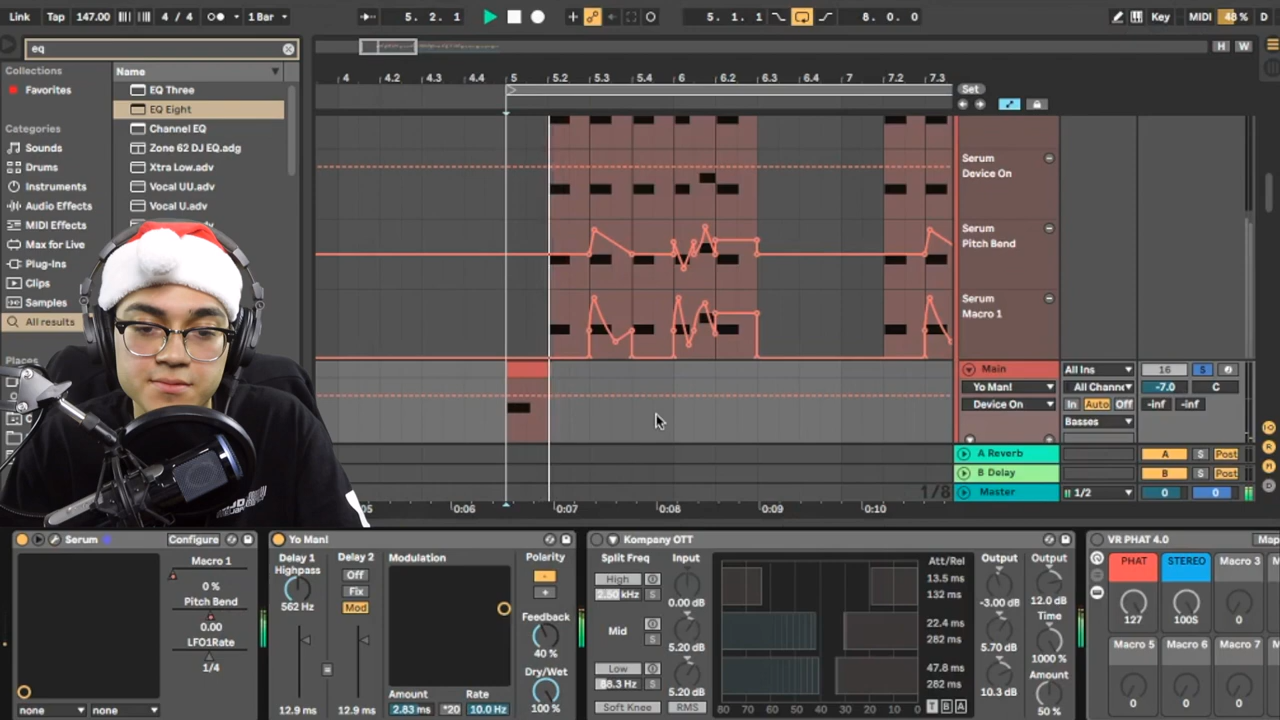 Link Tap 147.00 4 / 4 1 Bar 5. 2. 1 5. 1. 1 8. 0. 0 Key MIDI 48 % D
eq
Collections
Favorites
Categories
Sounds
Drums
Instruments
Audio Effects
MIDI Effects
Max for Live
Plug-Ins
Clips
Samples
All results
Places
Name
EQ Three
EQ Eight
Channel EQ
Zone 62 DJ EQ.adg
Xtra Low.adv
Vocal UU.adv
Vocal U.adv
H W
4 4.2 4.3 4.4 5 5.2 5.3 5.4 6 6.2 6.3 6.4 7 7.2 7.3
Set
Serum
Device On
Serum
Pitch Bend
Serum
Macro 1
Main All Ins 16 S
Yo Man! All Channe -7.0 C
Device On In Auto Off -inf -inf
Basses
A Reverb A S Post
B Delay B S Post
1/8 Master 1/2 0 0
0:06 0:07 0:08 0:09 0:10
Serum Configure
Macro 1
0 %
Pitch Bend
0.00
LFO1Rate
1/4
none none
Yo Man!
Delay 1 Delay 2 Modulation Polarity
Highpass Off
562 Hz Fix
Mod
+
Feedback
40 %
Dry/Wet
12.9 ms 12.9 ms Amount Rate 100 %
2.83 ms *20 10.0 Hz
Kompany OTT
Split Freq Input Att/Rel Output Output
High 13.5 ms
2.50 kHz S 0.00 dB 132 ms -3.00 dB 12.0 dB
Mid 22.4 ms Time
S 5.20 dB 282 ms 5.70 dB
Low 47.8 ms 1000 %
88.3 Hz S 5.20 dB 282 ms 10.3 dB Amount
Soft Knee RMS 80 70 60 50 40 30 20 10 0 T B A 50 %
VR PHAT 4.0 Map
PHAT STEREO Macro 3
127 100S 0
Macro 5 Macro 6 Macro 7
0 0 0